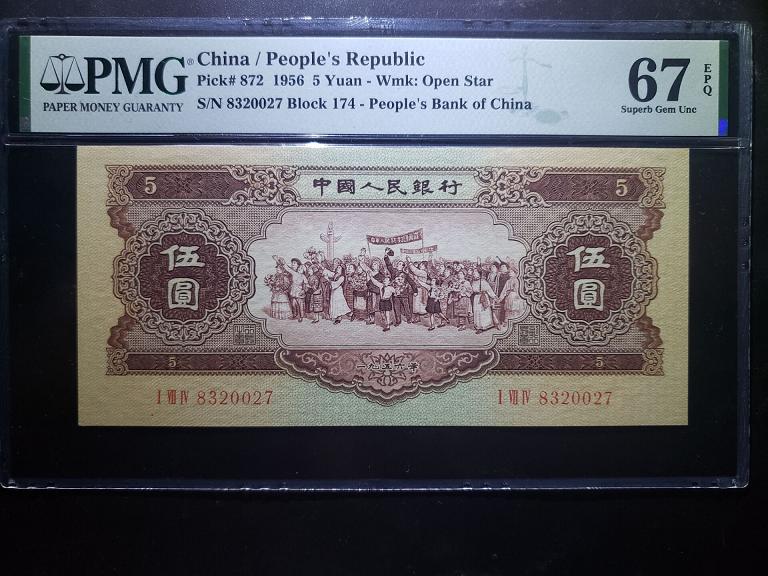 PMG® China / People's Republic
Pick# 872 1956 5 Yuan - Wmk: Open Star
PAPER MONEY GUARANTY S/N 8320027 Block 174 - People's Bank of China
67 EPQ
Superb Gem Unc
5 中國人民銀行 5
伍圓 伍圓
5 一九五六年 5
I VII IV 8320027 I VII IV 8320027